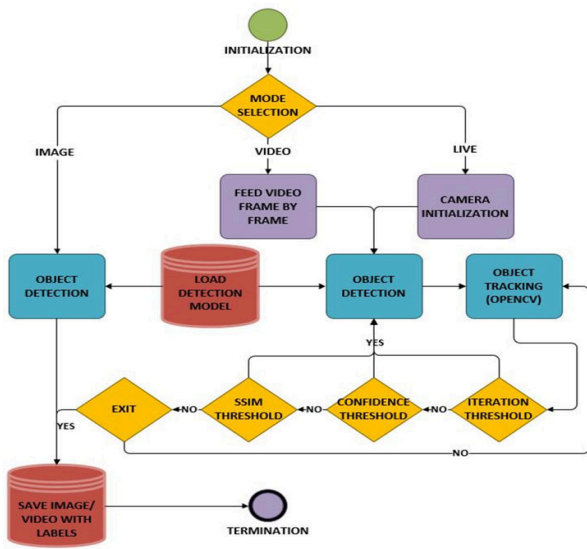 INITIALIZATION
MODE
SELECTION
IMAGE
VIDEO
LIVE
FEED VIDEO
FRAME BY
FRAME
CAMERA
INITIALIZATION
OBJECT
DETECTION
LOAD
DETECTION
MODEL
OBJECT
DETECTION
OBJECT
TRACKING
(OPENCV)
YES
EXIT
NO
SSIM
THRESHOLD
NO
CONFIDENCE
THRESHOLD
NO
ITERATION
THRESHOLD
YES
NO
SAVE IMAGE/
VIDEO WITH
LABELS
TERMINATION